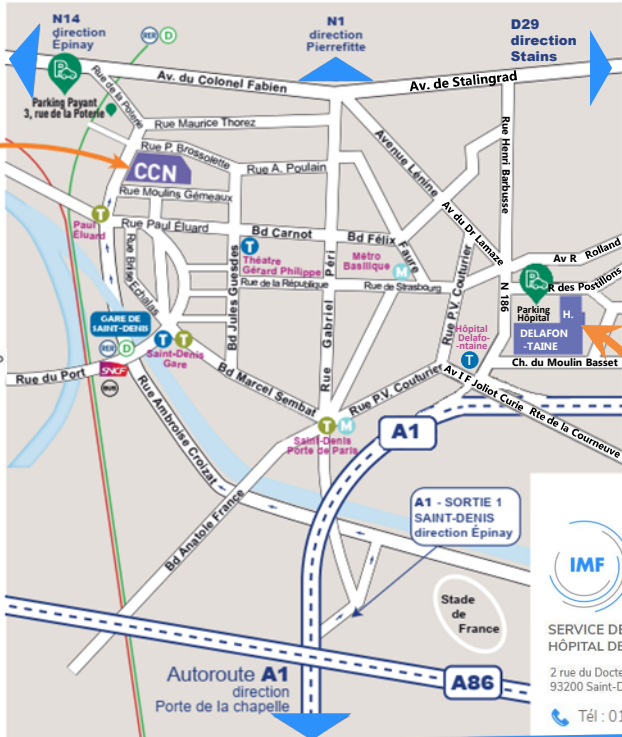 N14
direction
Épinay
RER D
N1
direction
Pierrefitte
D29
direction
Stains
Av. du Colonel Fabien
Av. de Stalingrad
Parking Payant
3, rue de la Poterie
Rue de la Poterie
Rue Maurice Thorez
Rue P. Brossolette
Rue A. Poulain
CCN
Rue Moulins Gémeaux
Avenue Lénine
Rue Henri Barbusse
T
Paul
Éluard
Rue Paul Éluard
Bd Carnot
Bd Félix
Faure
Av du Dr Lamaze
Av R Rolland
R des Postillons
Rue Brise
Echalas
T
Théatre
Gérard Philippe
Métro
Basilique
M
Rue de la République
Rue de Strasbourg
Bd Jules Guesdes
Rue Gabriel Péri
Rue P.V. Couturier
N 186
Parking
Hôpital
H.
DELAFON
-TAINE
GARE DE
SAINT-DENIS
RER D
SNCF
BUS
T T
Saint-Denis
Gare
Hôpital
Delafo-
ntaine
T
Ch. du Moulin Basset
Rue du Port
Bd Marcel Sembat
Rue P.V. Couturier
Av I F Joliot Curie
Rte de la Courneuve
Rue Ambroise Croizat
T M
Saint-Denis
Porte de Paris
A1
Bd Anatole France
A1 - SORTIE 1
SAINT-DENIS
direction Épinay
Stade
de
France
IMF
SERVICE DE
HÔPITAL DE
2 rue du Docte
93200 Saint-D
Tél : 01
Autoroute A1
direction
Porte de la chapelle
A86